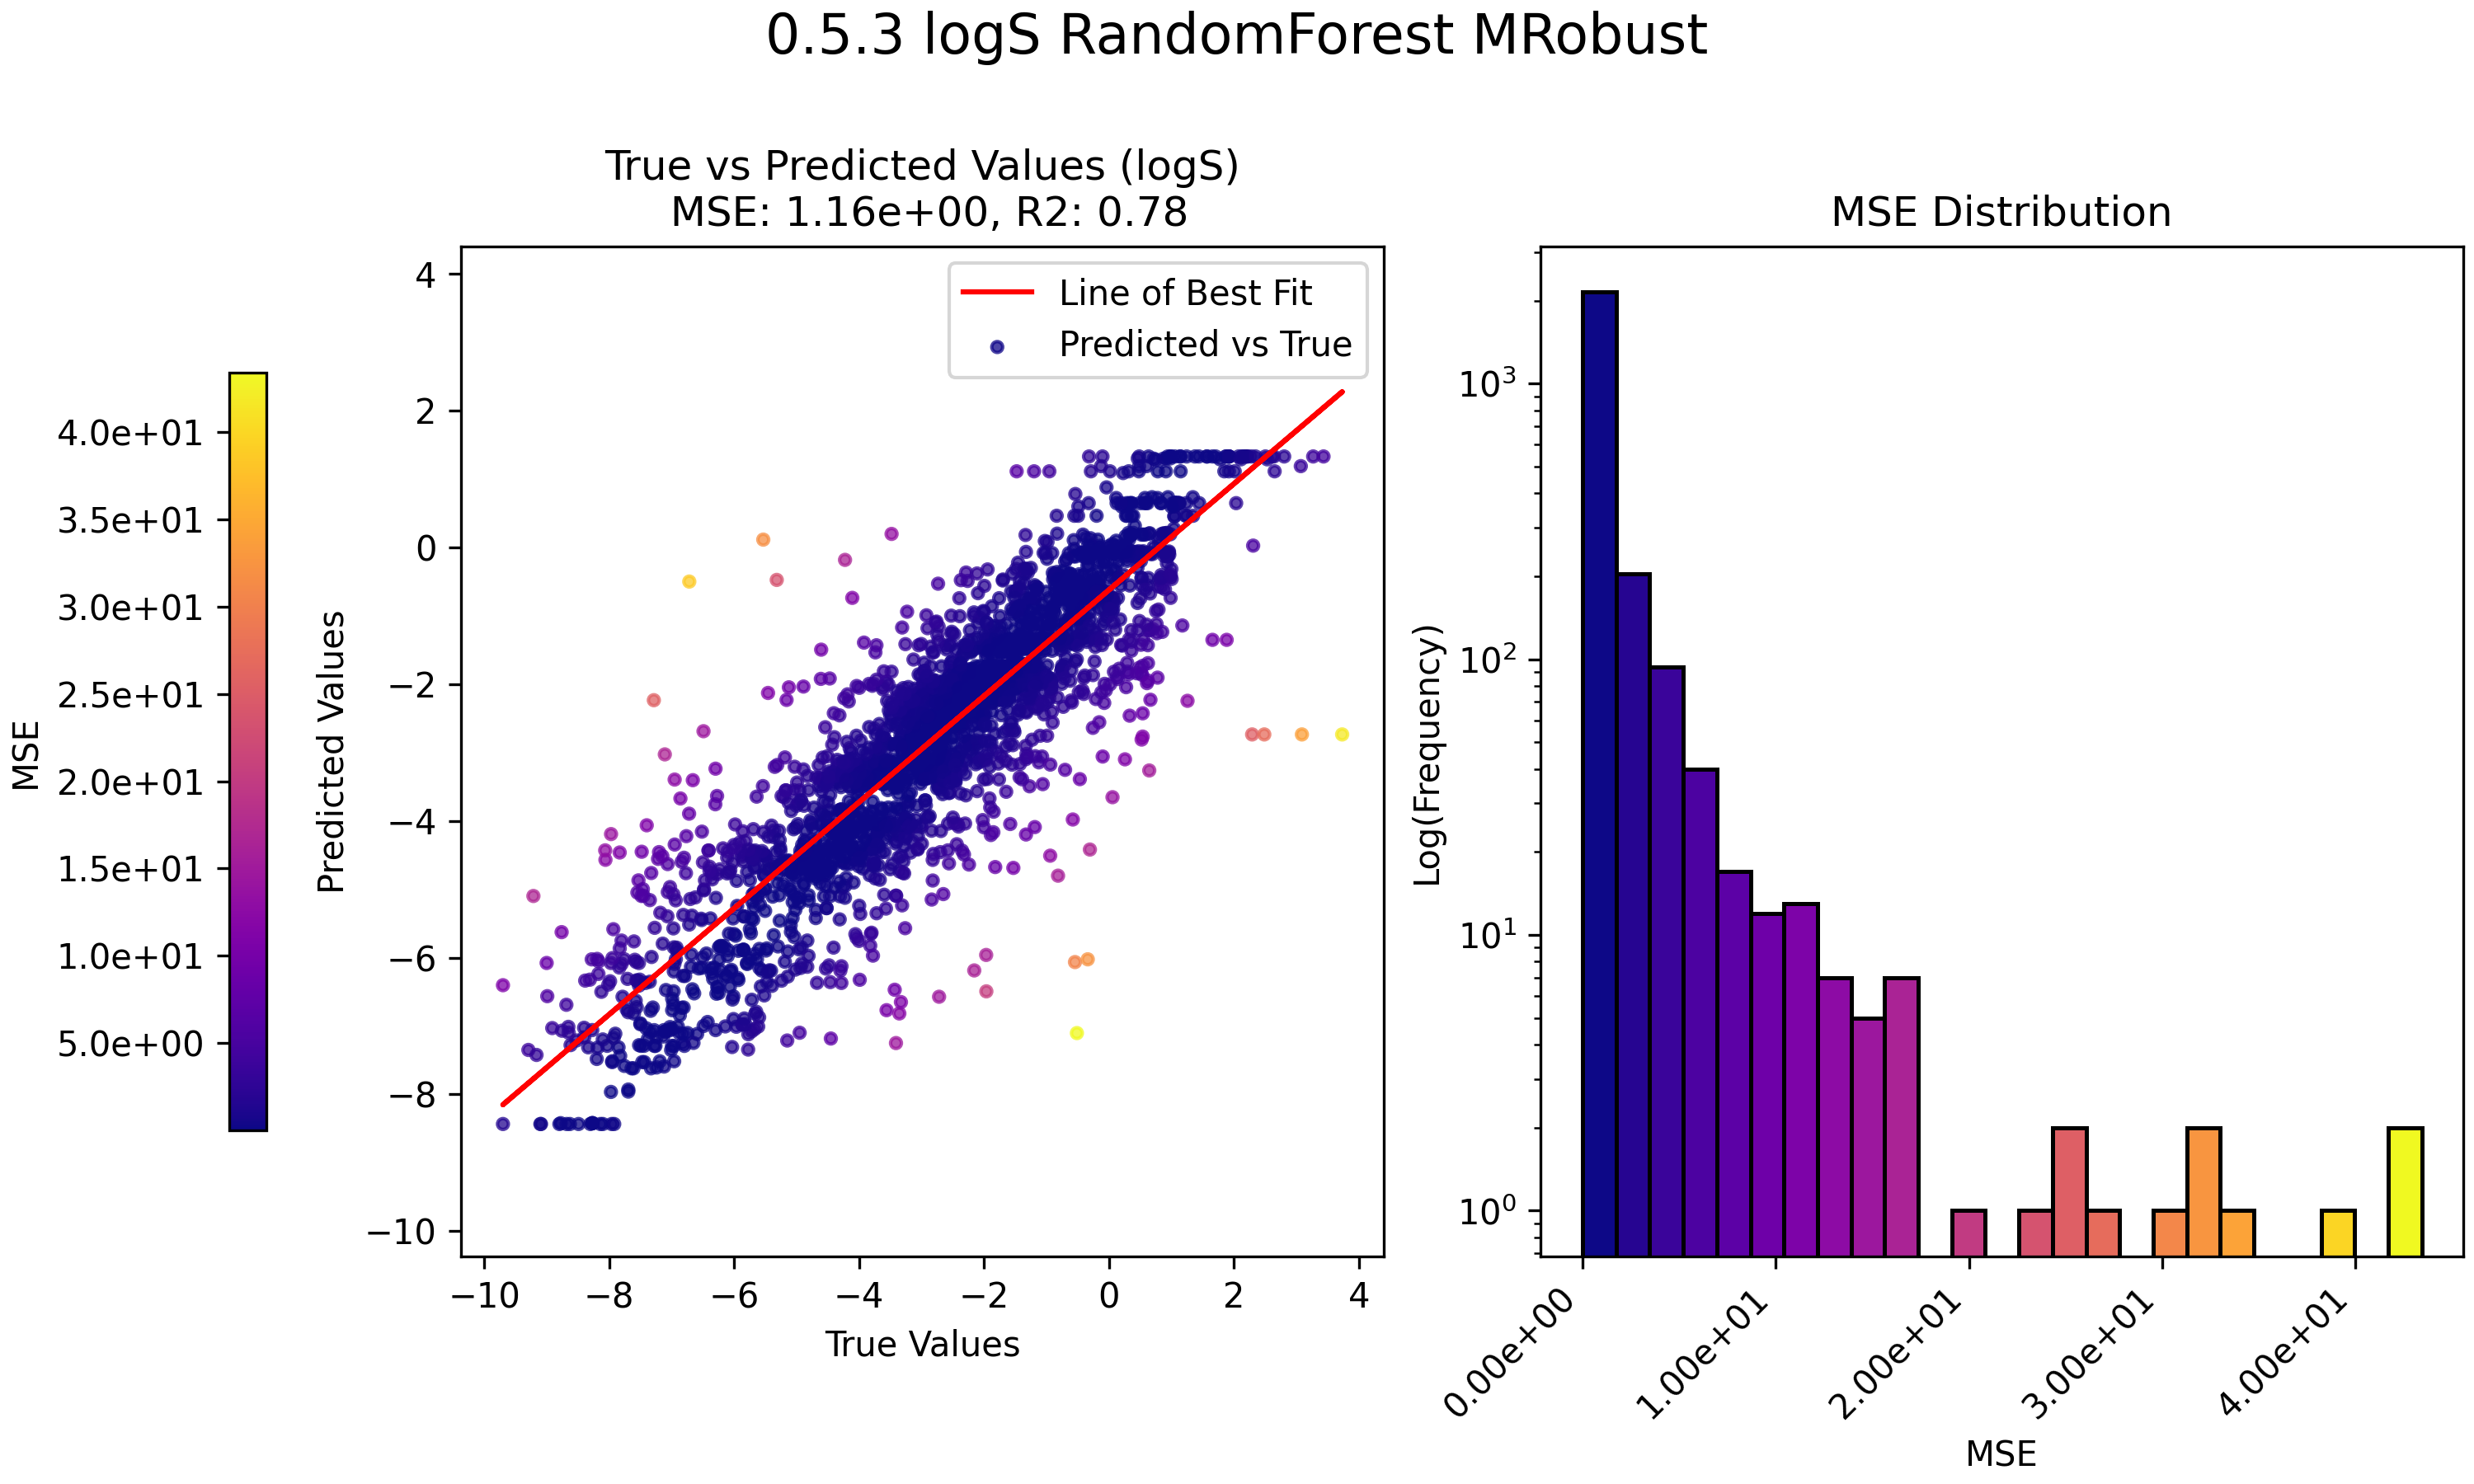 0.5.3 logS RandomForest MRobust
True vs Predicted Values (logS)
MSE: 1.16e+00, R2: 0.78
MSE
4.0e+01
3.5e+01
3.0e+01
2.5e+01
2.0e+01
1.5e+01
1.0e+01
5.0e+00
Predicted Values
4
2
0
−2
−4
−6
−8
−10
Line of Best Fit
Predicted vs True
−10 −8 −6 −4 −2 0 2 4
True Values
MSE Distribution
Log(Frequency)
10³
10²
10¹
10⁰
0.00e+00 1.00e+01 2.00e+01 3.00e+01 4.00e+01
MSE